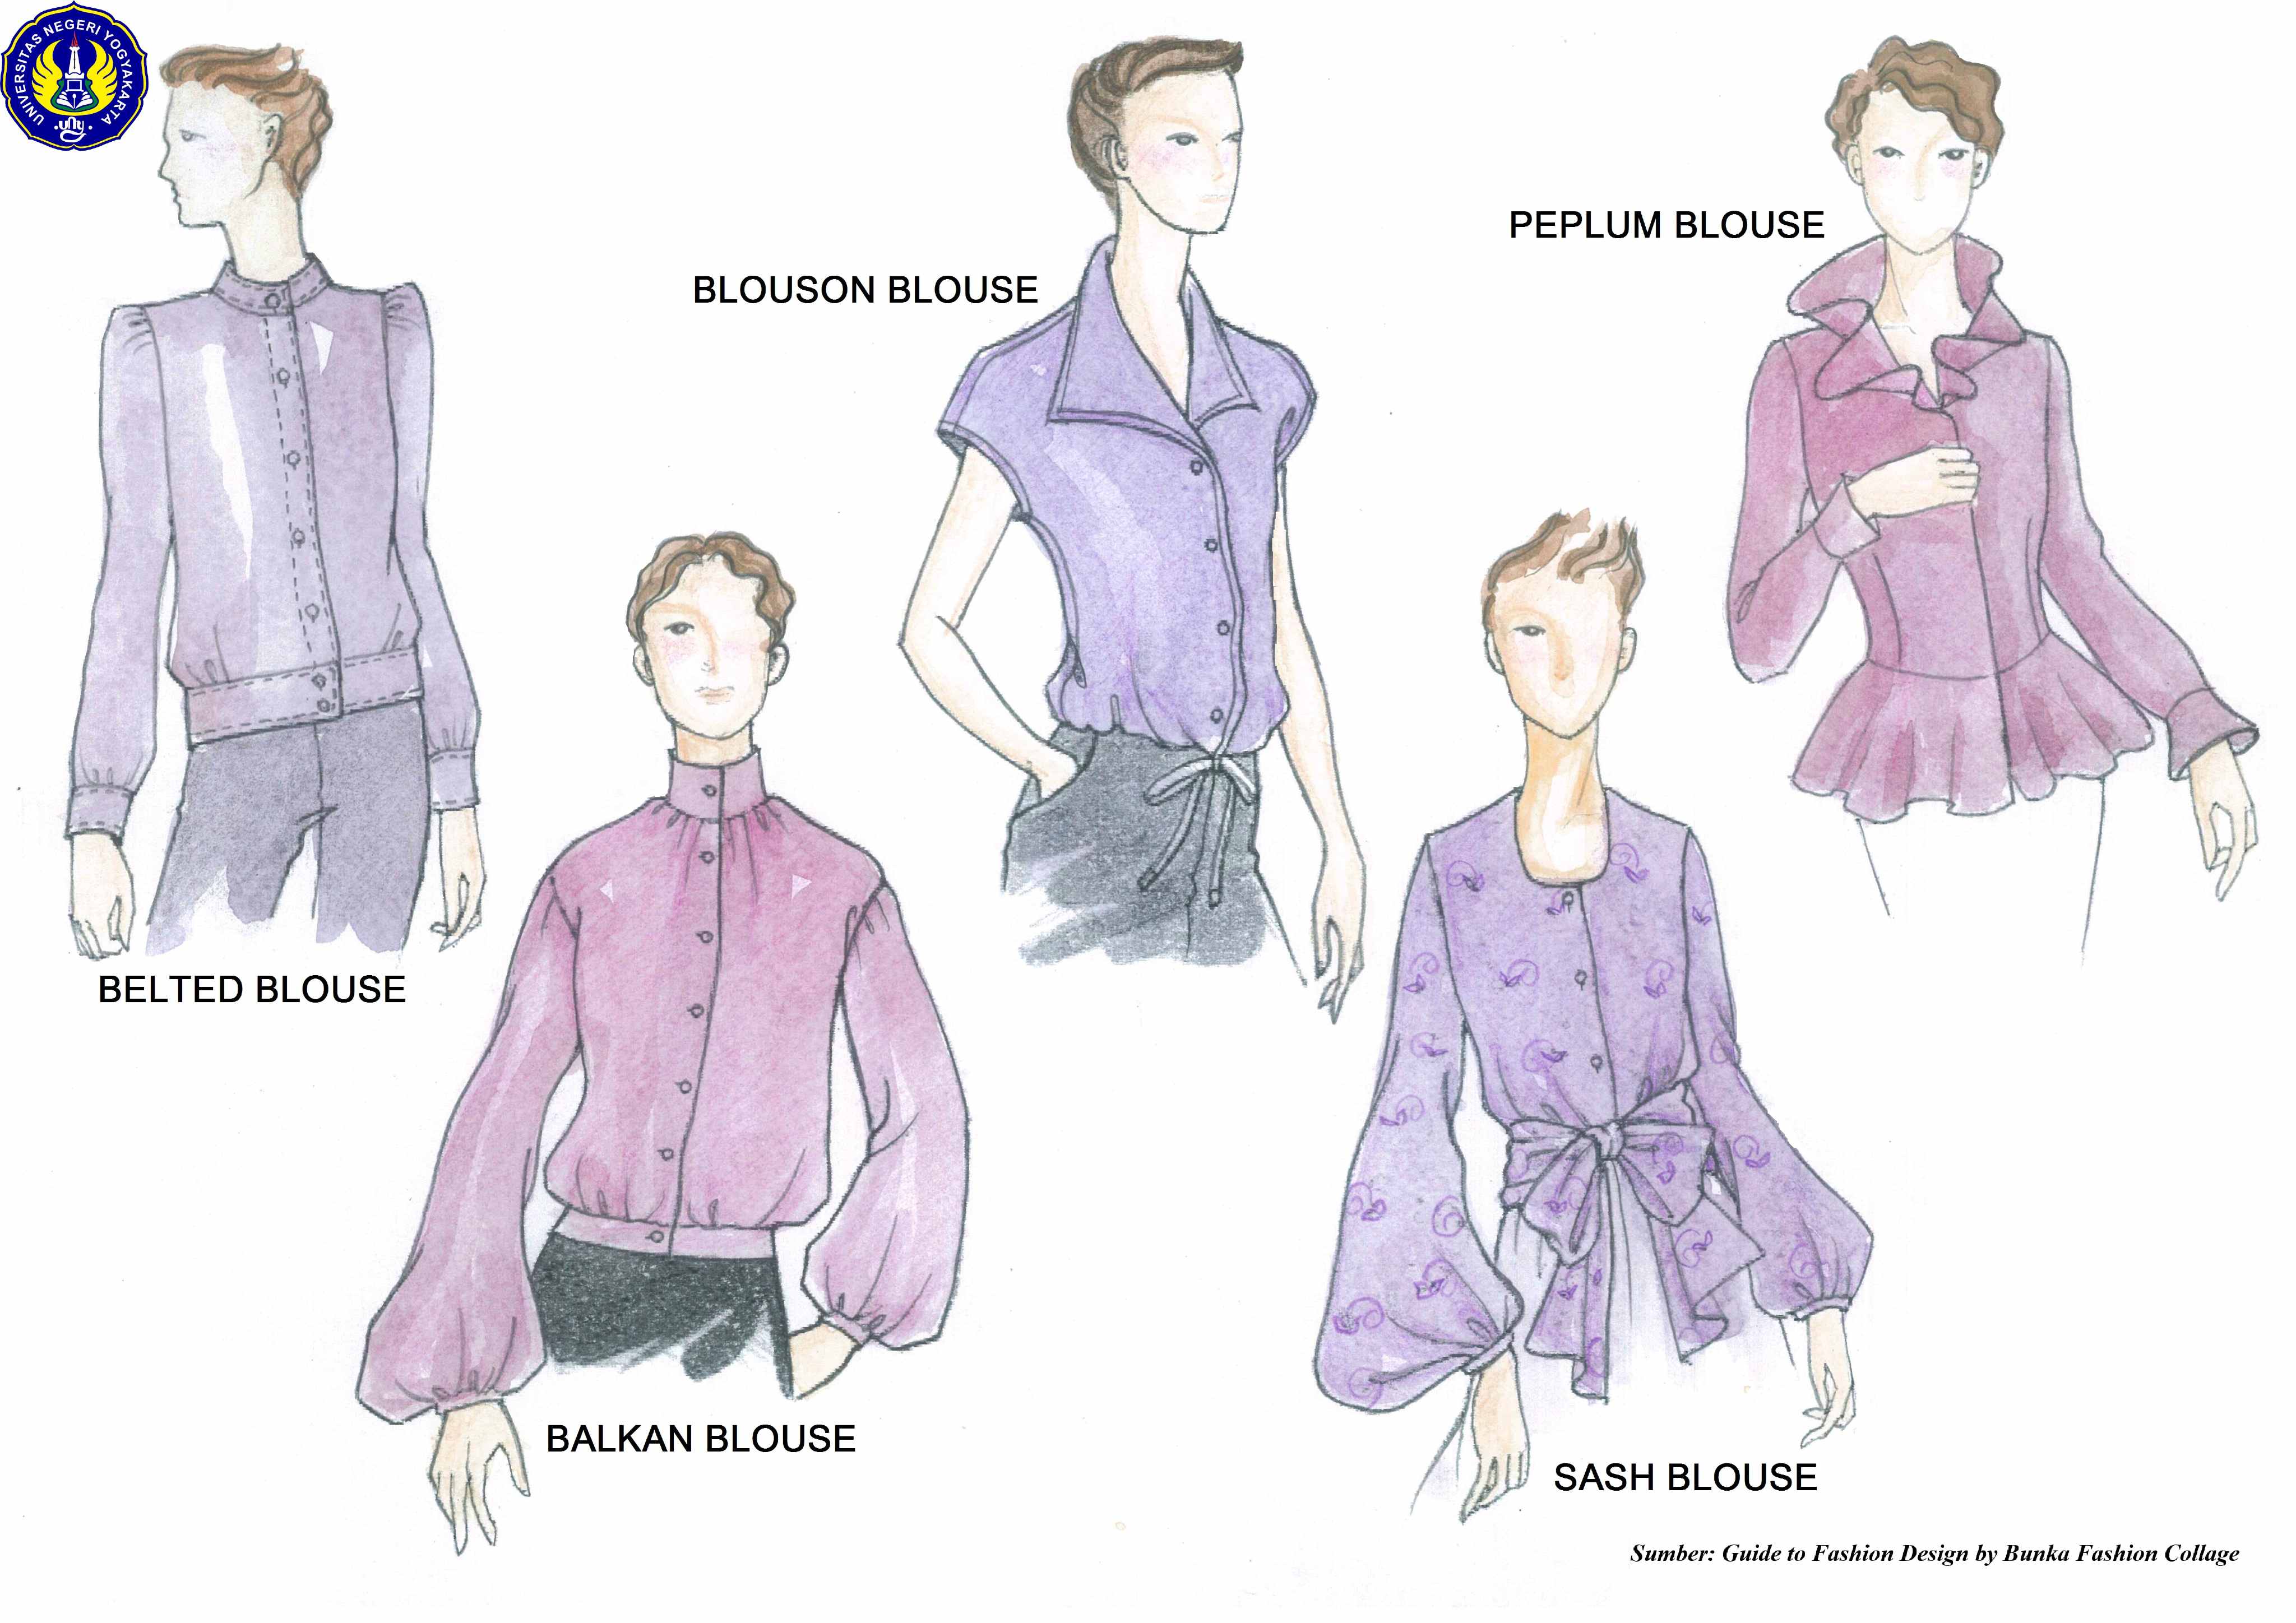 UNIVERSITAS NEGERI YOGYAKARTA
uny
PEPLUM BLOUSE
BLOUSON BLOUSE
BELTED BLOUSE
BALKAN BLOUSE
SASH BLOUSE
Sumber: Guide to Fashion Design by Bunka Fashion Collage